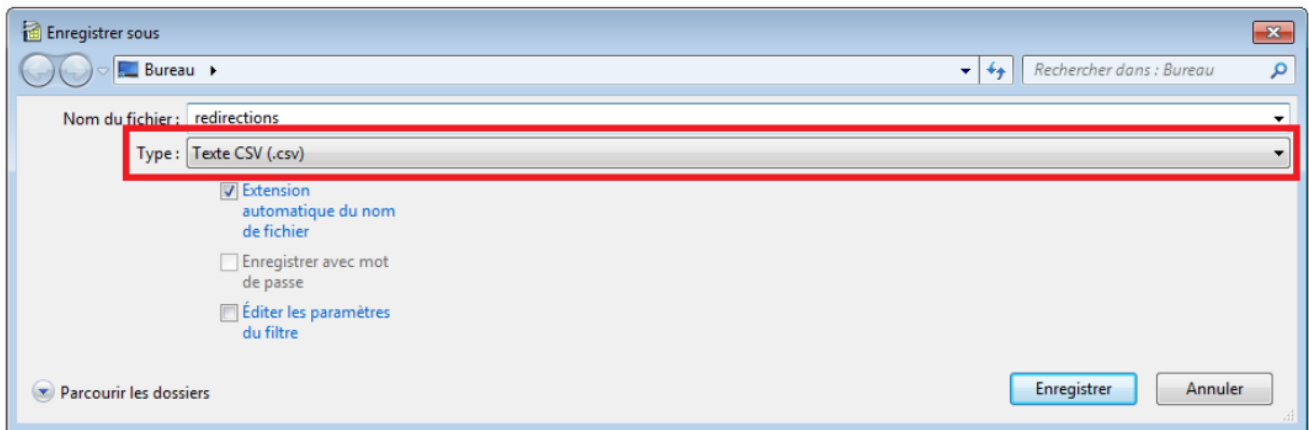 Enregistrer sous
Bureau
Rechercher dans : Bureau
Nom du fichier : redirections
Type : Texte CSV (.csv)
Extension
automatique du nom
de fichier
Enregistrer avec mot
de passe
Éditer les paramètres
du filtre
Parcourir les dossiers
Enregistrer
Annuler